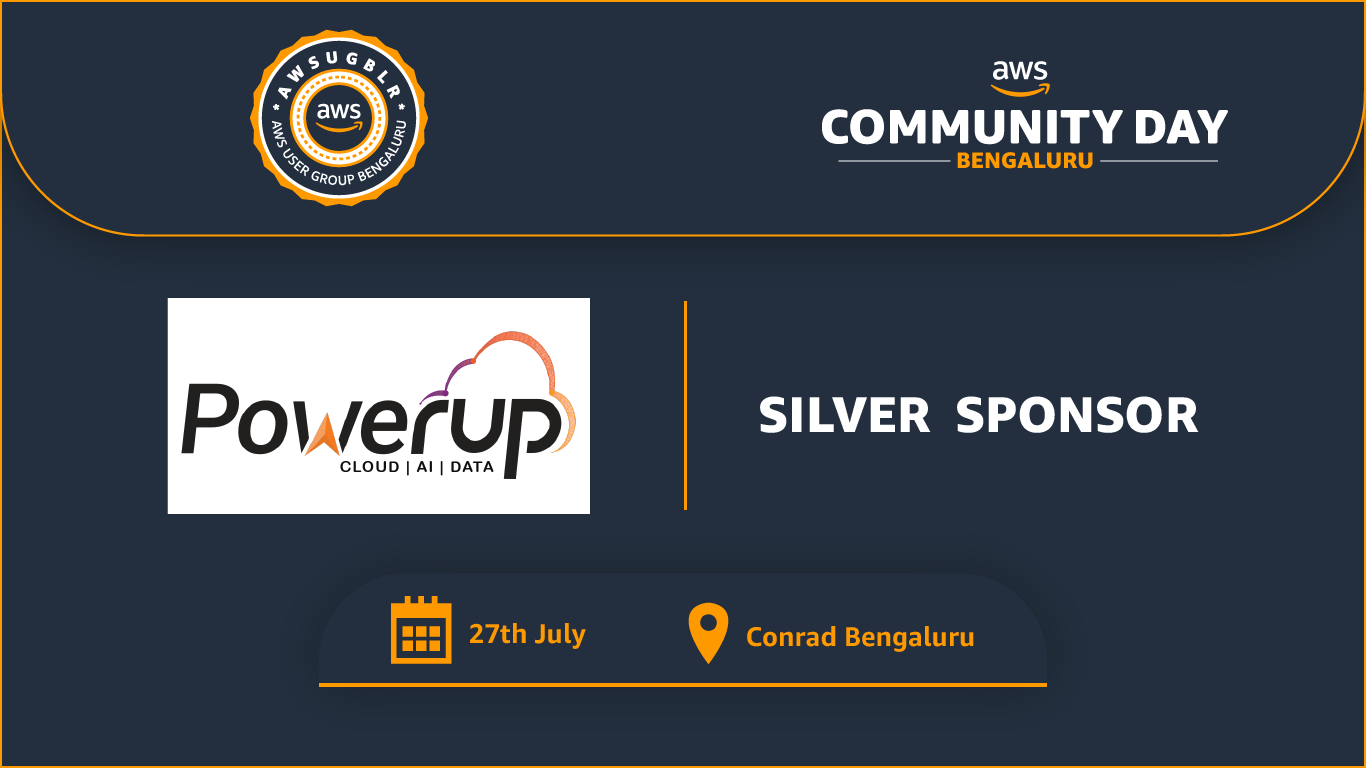 * AWSUGBLR *
aws
AWS USER GROUP BENGALURU
aws
COMMUNITY DAY
BENGALURU
Powerup
CLOUD | AI | DATA
SILVER SPONSOR
27th July
Conrad Bengaluru